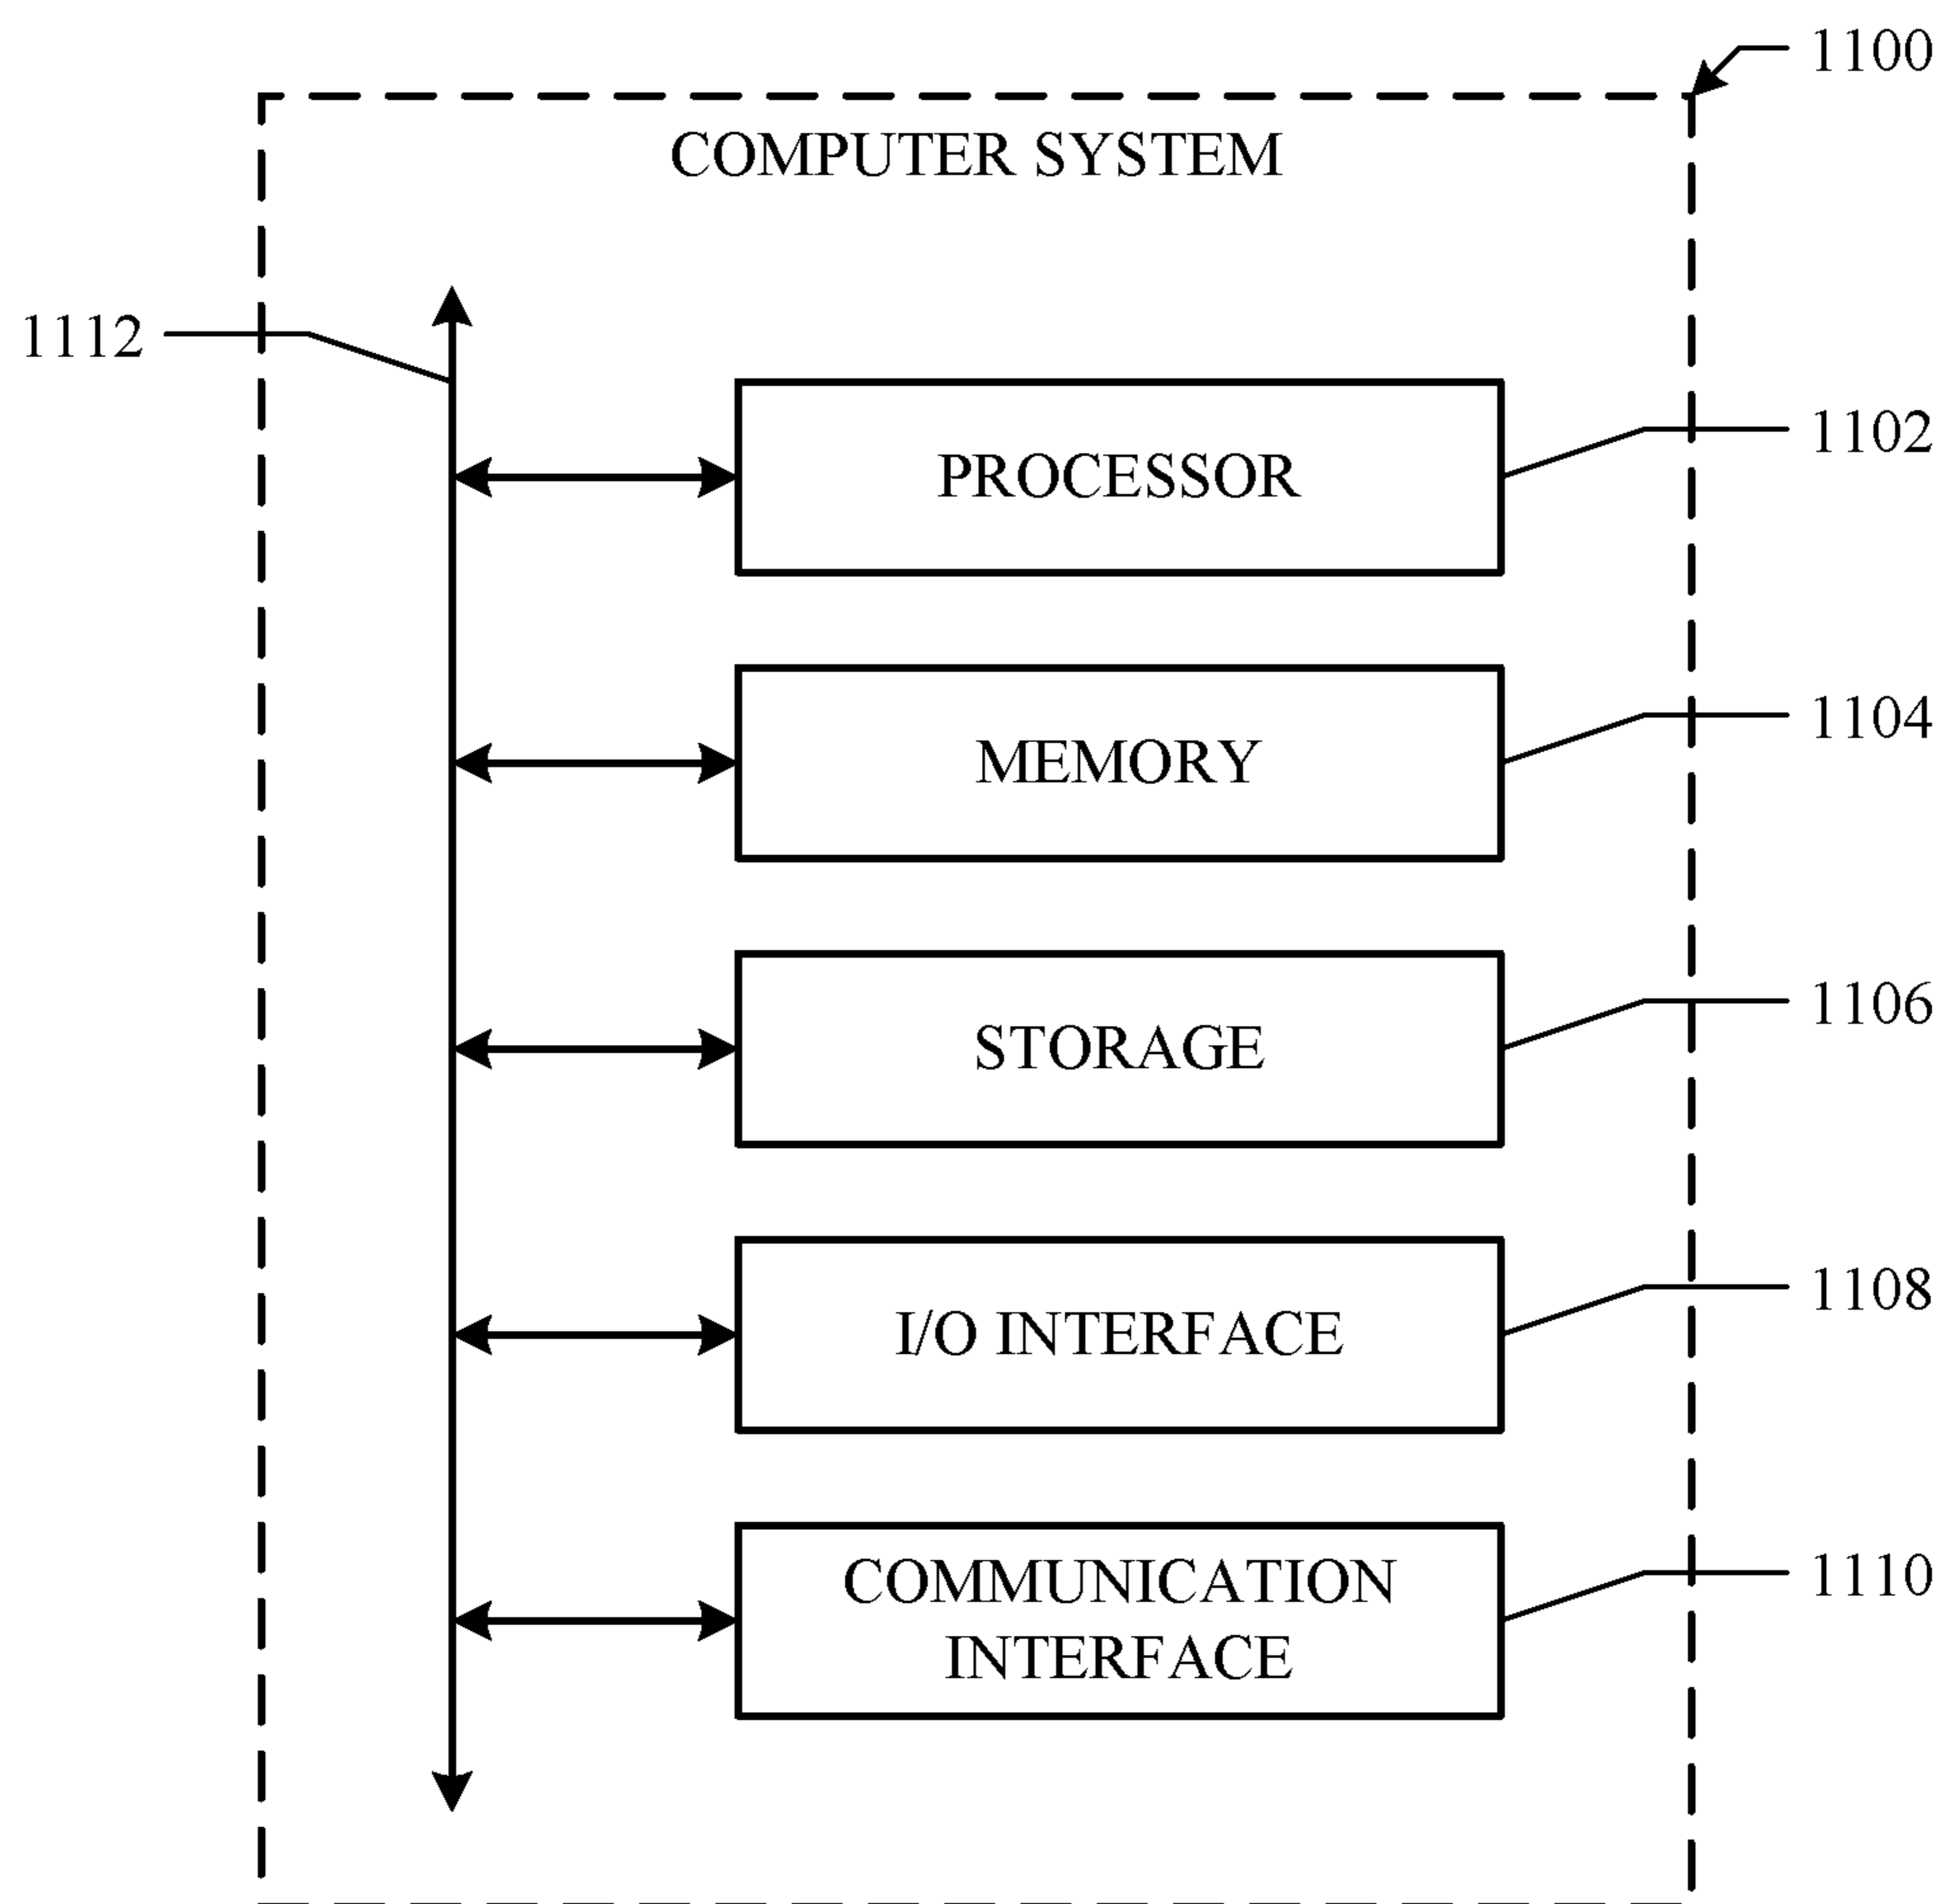 1100
COMPUTER SYSTEM
1112
1102
PROCESSOR
1104
MEMORY
1106
STORAGE
1108
I/O INTERFACE
1110
COMMUNICATION
INTERFACE